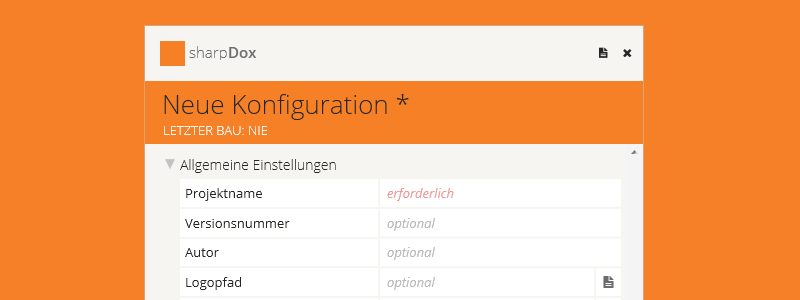 sharpDox
Neue Konfiguration *
LETZTER BAU: NIE
Allgemeine Einstellungen
Projektname erforderlich
Versionsnummer optional
Autor optional
Logopfad optional